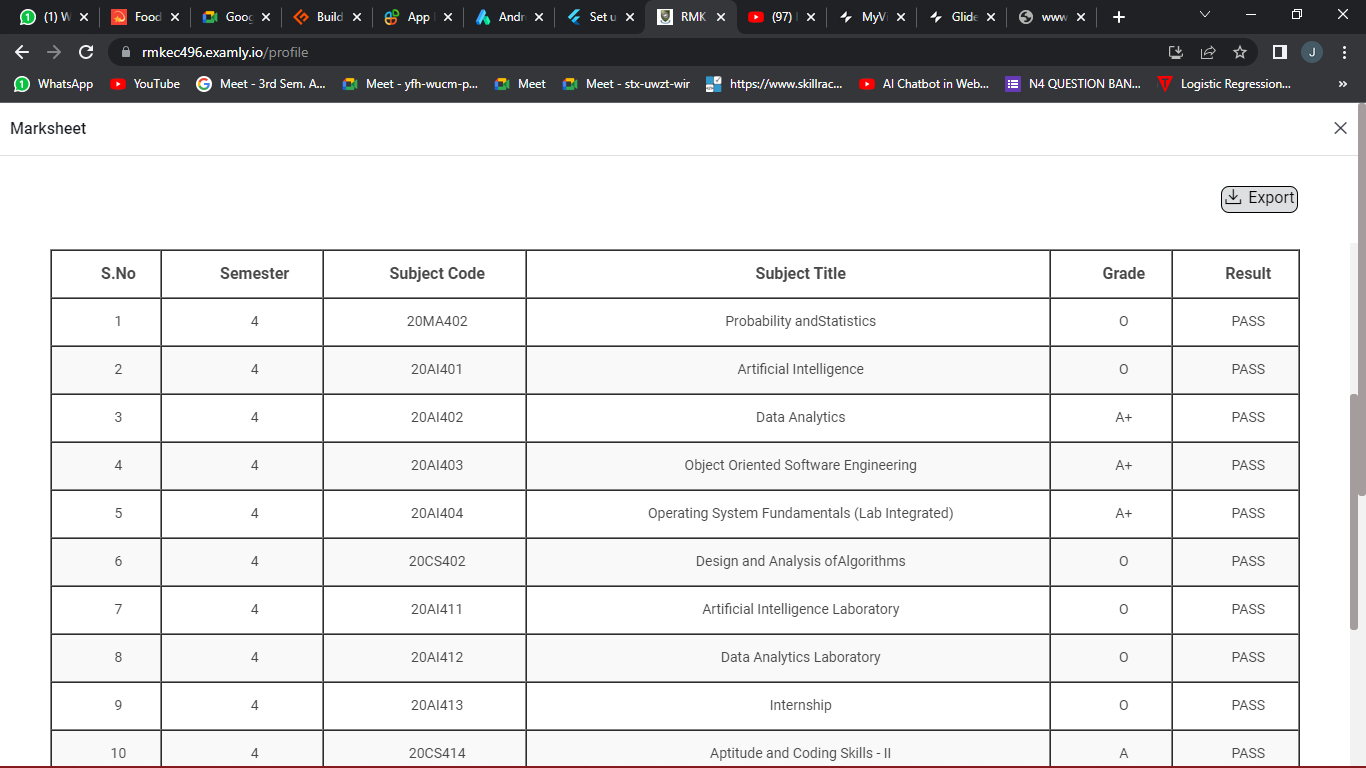 (1) W Food Goog Build App Andr Set u RMK (97) MyV Glide www
rmkec496.examly.io/profile J
WhatsApp YouTube Meet - 3rd Sem. A... Meet - yfh-wucm-p... Meet Meet - stx-uwzt-wir https://www.skillrac... AI Chatbot in Web... N4 QUESTION BAN... Logistic Regression... »
Marksheet
Export
S.No Semester Subject Code Subject Title Grade Result
1 4 20MA402 Probability andStatistics O PASS
2 4 20AI401 Artificial Intelligence O PASS
3 4 20AI402 Data Analytics A+ PASS
4 4 20AI403 Object Oriented Software Engineering A+ PASS
5 4 20AI404 Operating System Fundamentals (Lab Integrated) A+ PASS
6 4 20CS402 Design and Analysis ofAlgorithms O PASS
7 4 20AI411 Artificial Intelligence Laboratory O PASS
8 4 20AI412 Data Analytics Laboratory O PASS
9 4 20AI413 Internship O PASS
10 4 20CS414 Aptitude and Coding Skills - II A PASS